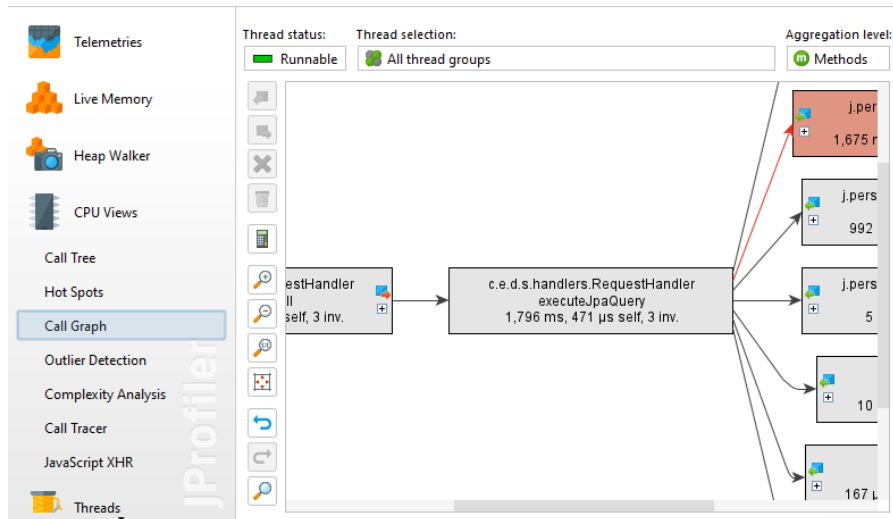 Telemetries
Live Memory
Heap Walker
CPU Views
Call Tree
Hot Spots
Call Graph
Outlier Detection
Complexity Analysis
Call Tracer
JavaScript XHR
Threads
JProfiler
Thread status:
Runnable
Thread selection:
All thread groups
Aggregation level:
m Methods
estHandler
ll
self, 3 inv.
c.e.d.s.handlers.RequestHandler
executeJpaQuery
1,796 ms, 471 µs self, 3 inv.
j.per
1,675
j.pers
992
j.pers
5
10
167 µ